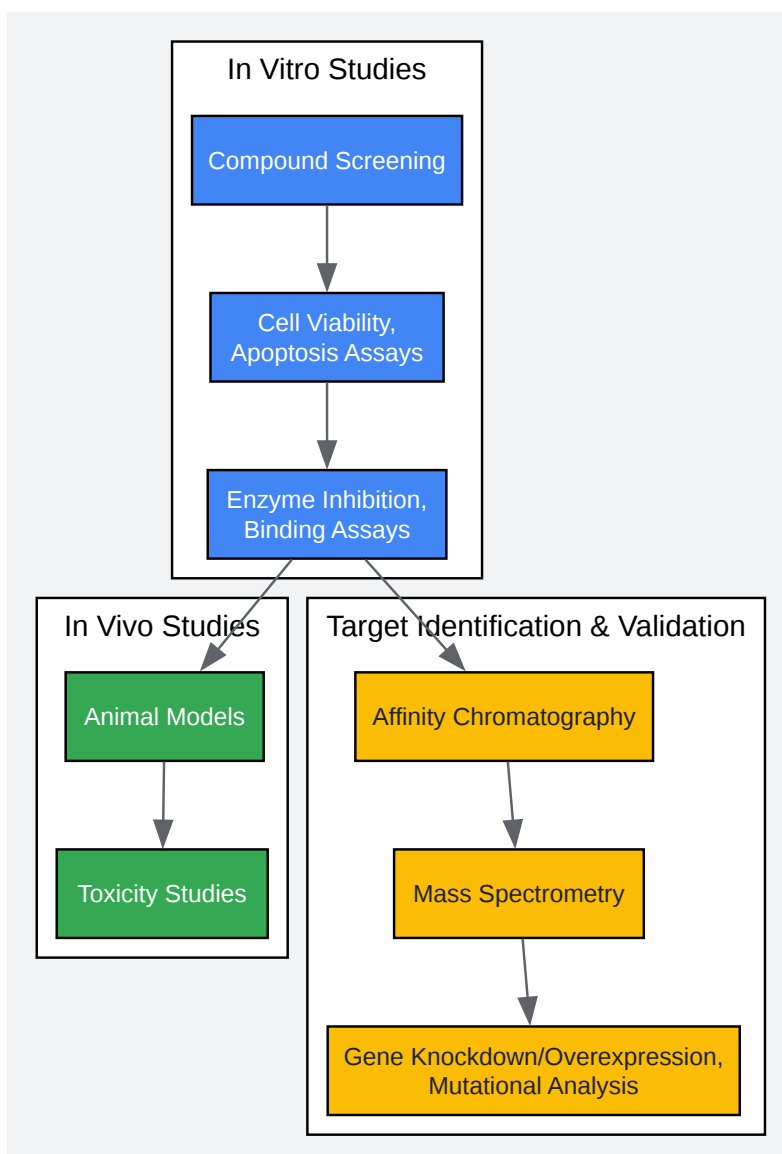 In Vitro Studies
Compound Screening
Cell Viability,
Apoptosis Assays
Enzyme Inhibition,
Binding Assays
In Vivo Studies
Animal Models
Toxicity Studies
Target Identification & Validation
Affinity Chromatography
Mass Spectrometry
Gene Knockdown/Overexpression,
Mutational Analysis